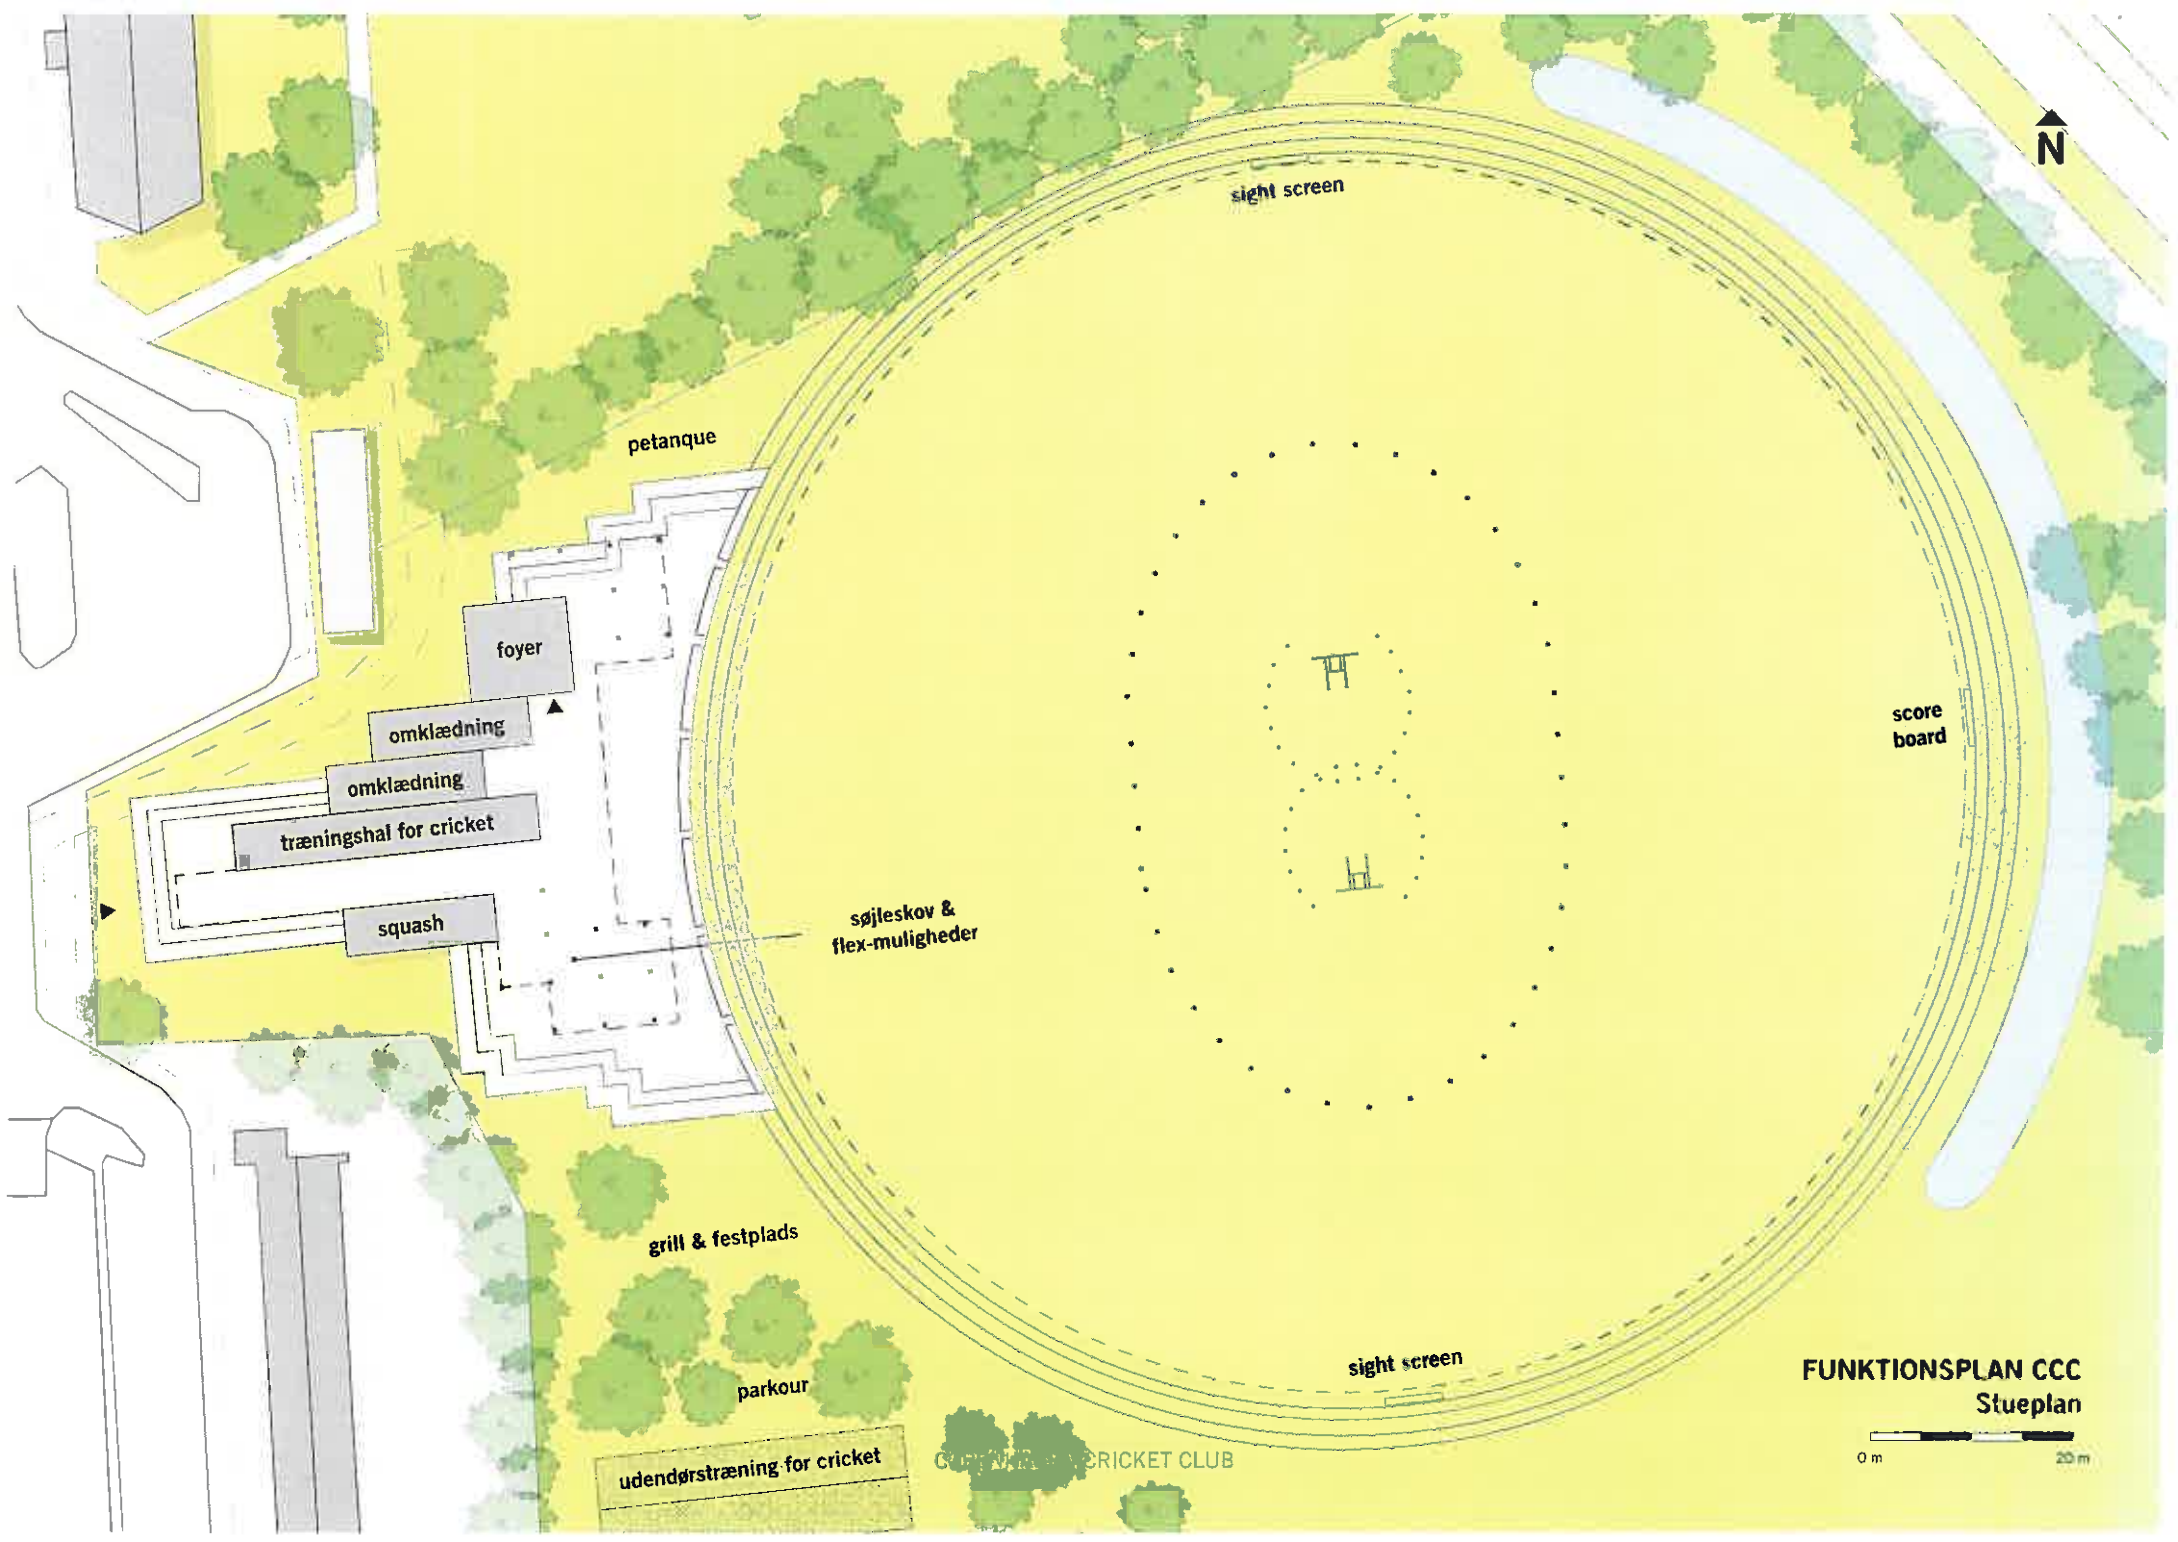 N
sight screen
petanque
foyer
omklædning
omklædning
træningshal for cricket
squash
søjleskov &
flex-muligheder
score
board
grill & festplads
parkour
udendørstræning for cricket
sight screen
CRICKET CLUB
FUNKTIONSPLAN CCC
Stueplan
0 m
20 m